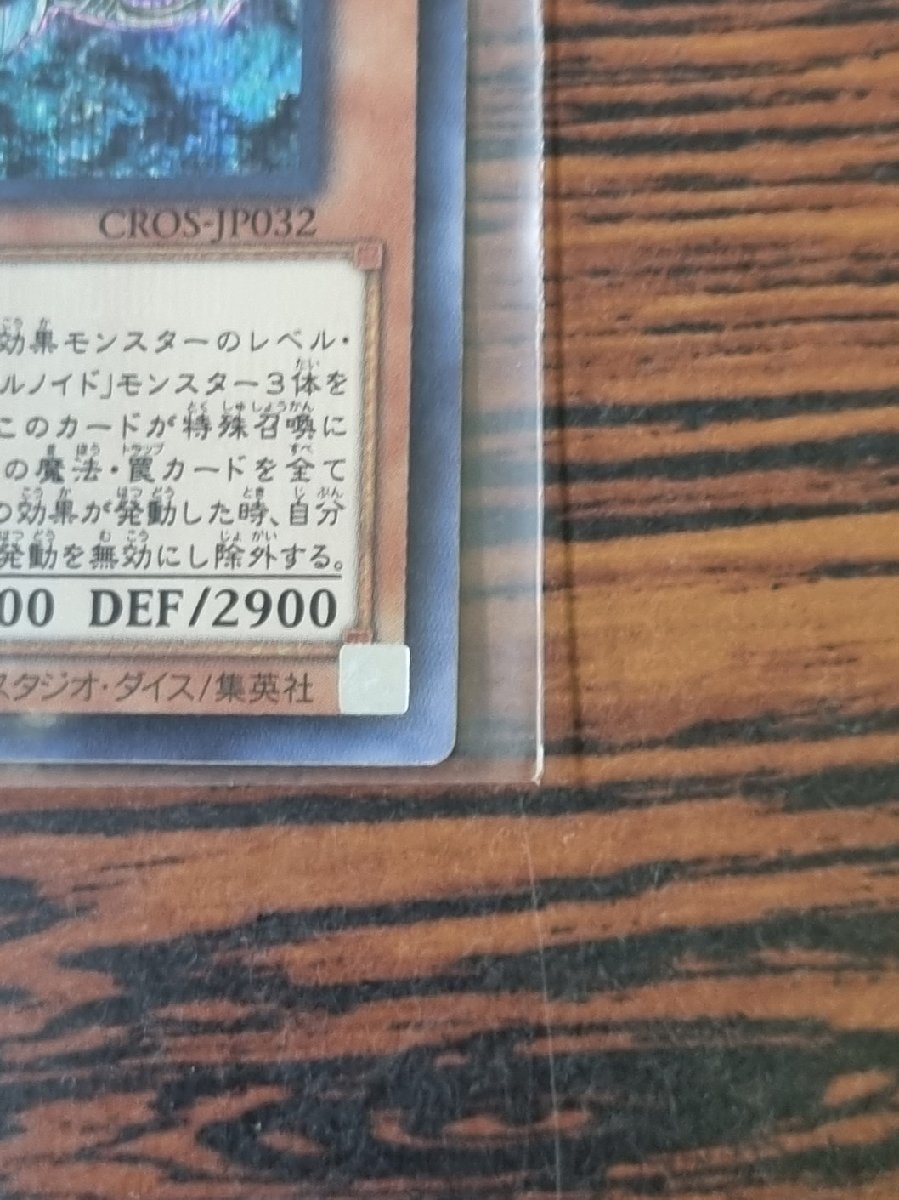 CROS-JP032
効果モンスターのレベル・
ルノイド」モンスター3体を
このカードが特殊召喚に
の魔法・罠カードを全て
の効果が発動した時、自分
発動を無効にし除外する。
00 DEF/2900
スタジオ・ダイス/集英社